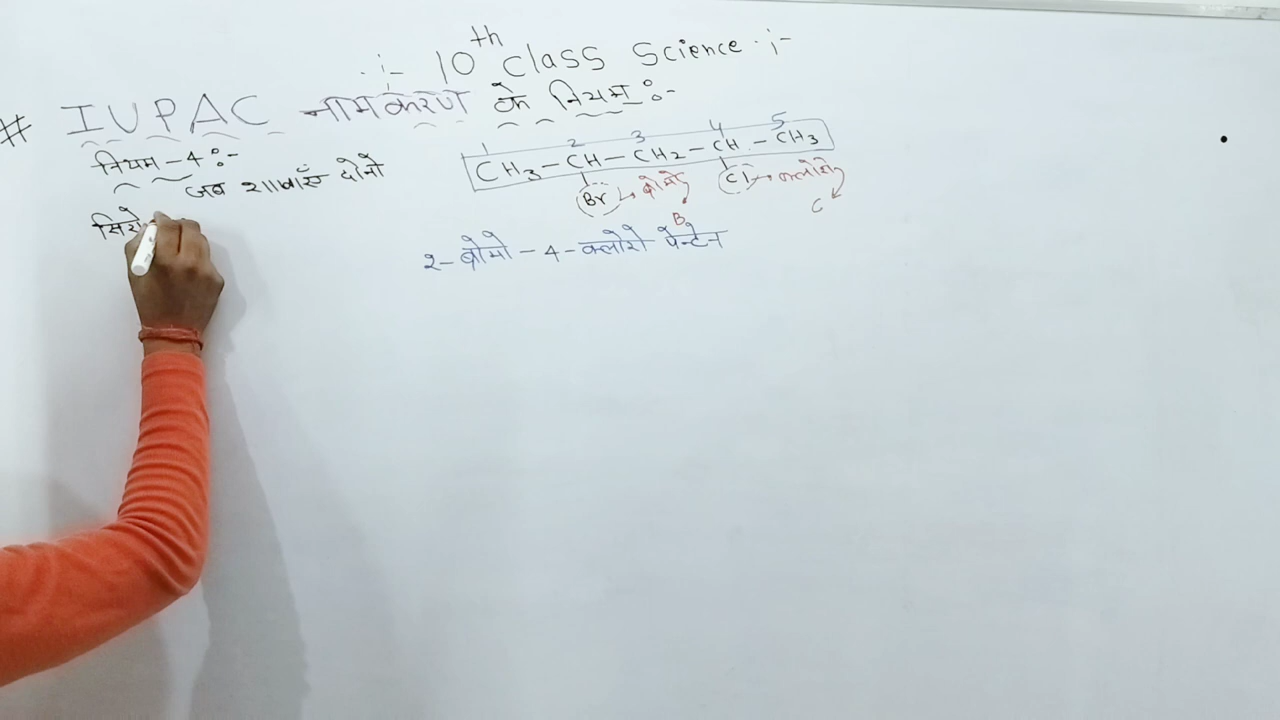 -:- 10th Class Science -:-
# IUPAC नामकरण के नियम :-
नियम-4 :-
जब शाखाएँ दोनों
सिरो
1 2 3 4 5
CH3 - CH - CH2 - CH - CH3
Br → ब्रोमो Cl → क्लोरो
B C
2-ब्रोमो-4-क्लोरो पेन्टेन